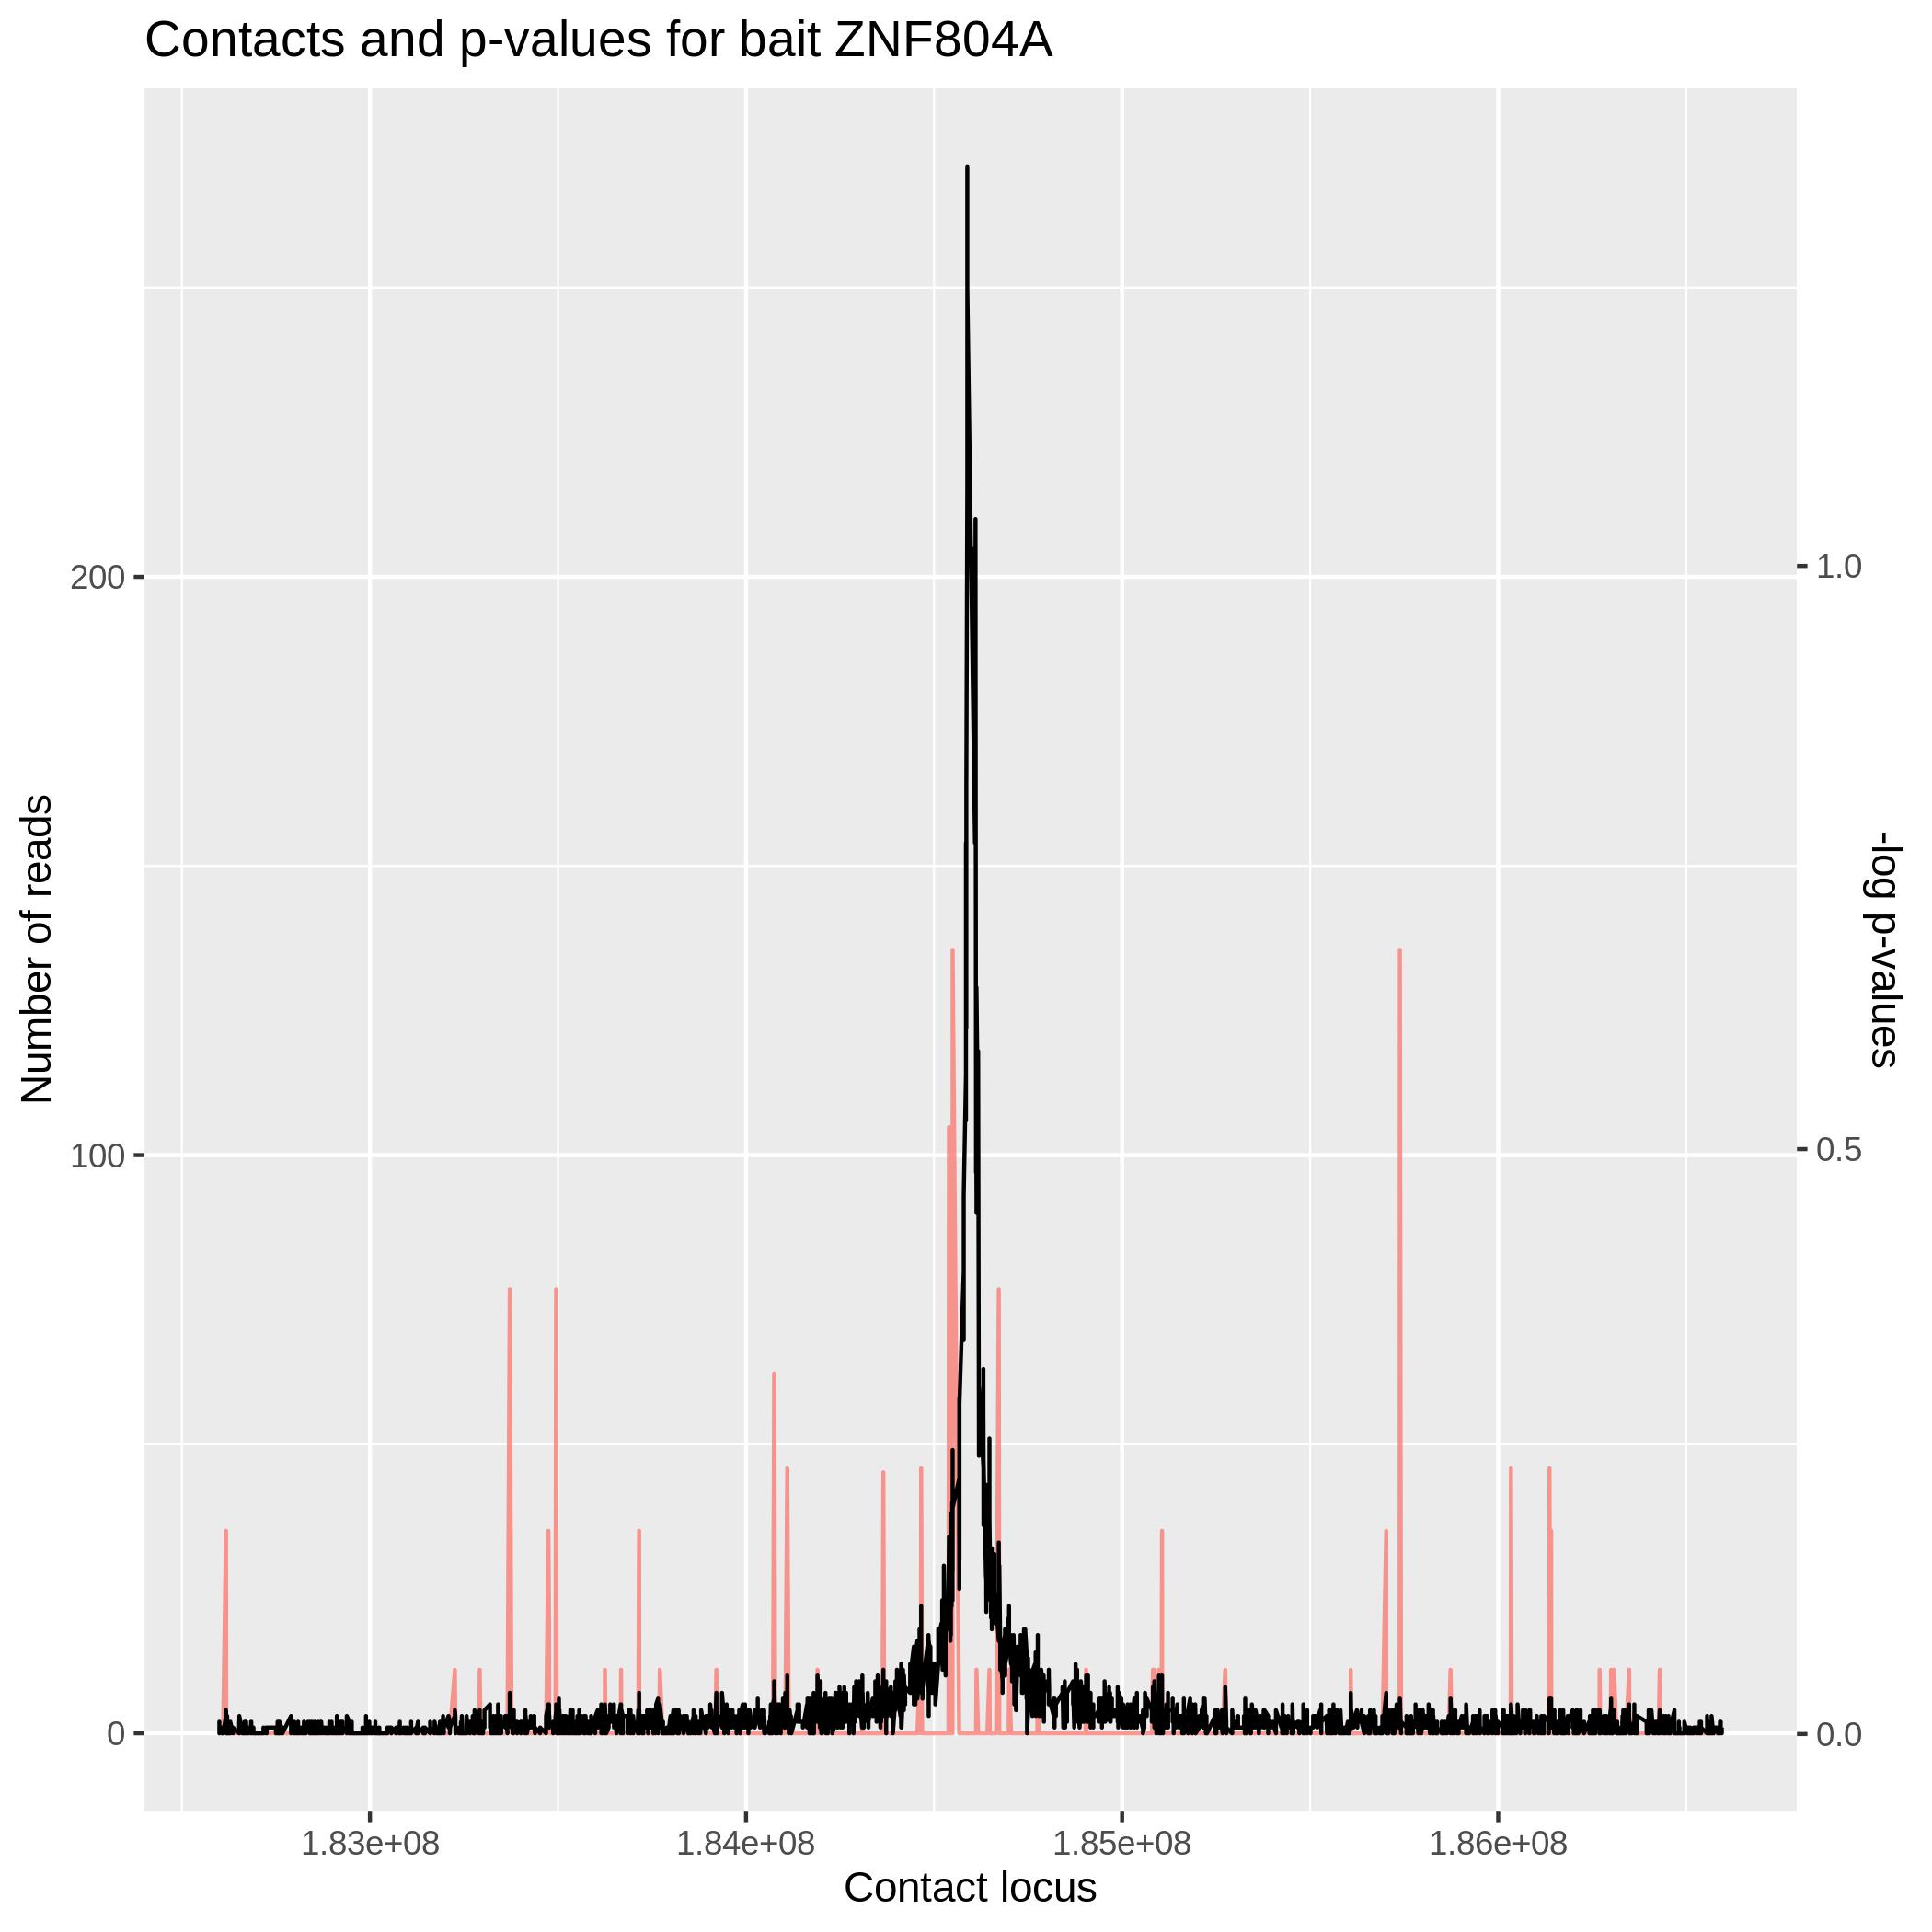 Contacts and p-values for bait ZNF804A
Number of reads
200
100
0
1.0
0.5
0.0
-log p-values
1.83e+08
1.84e+08
1.85e+08
1.86e+08
Contact locus